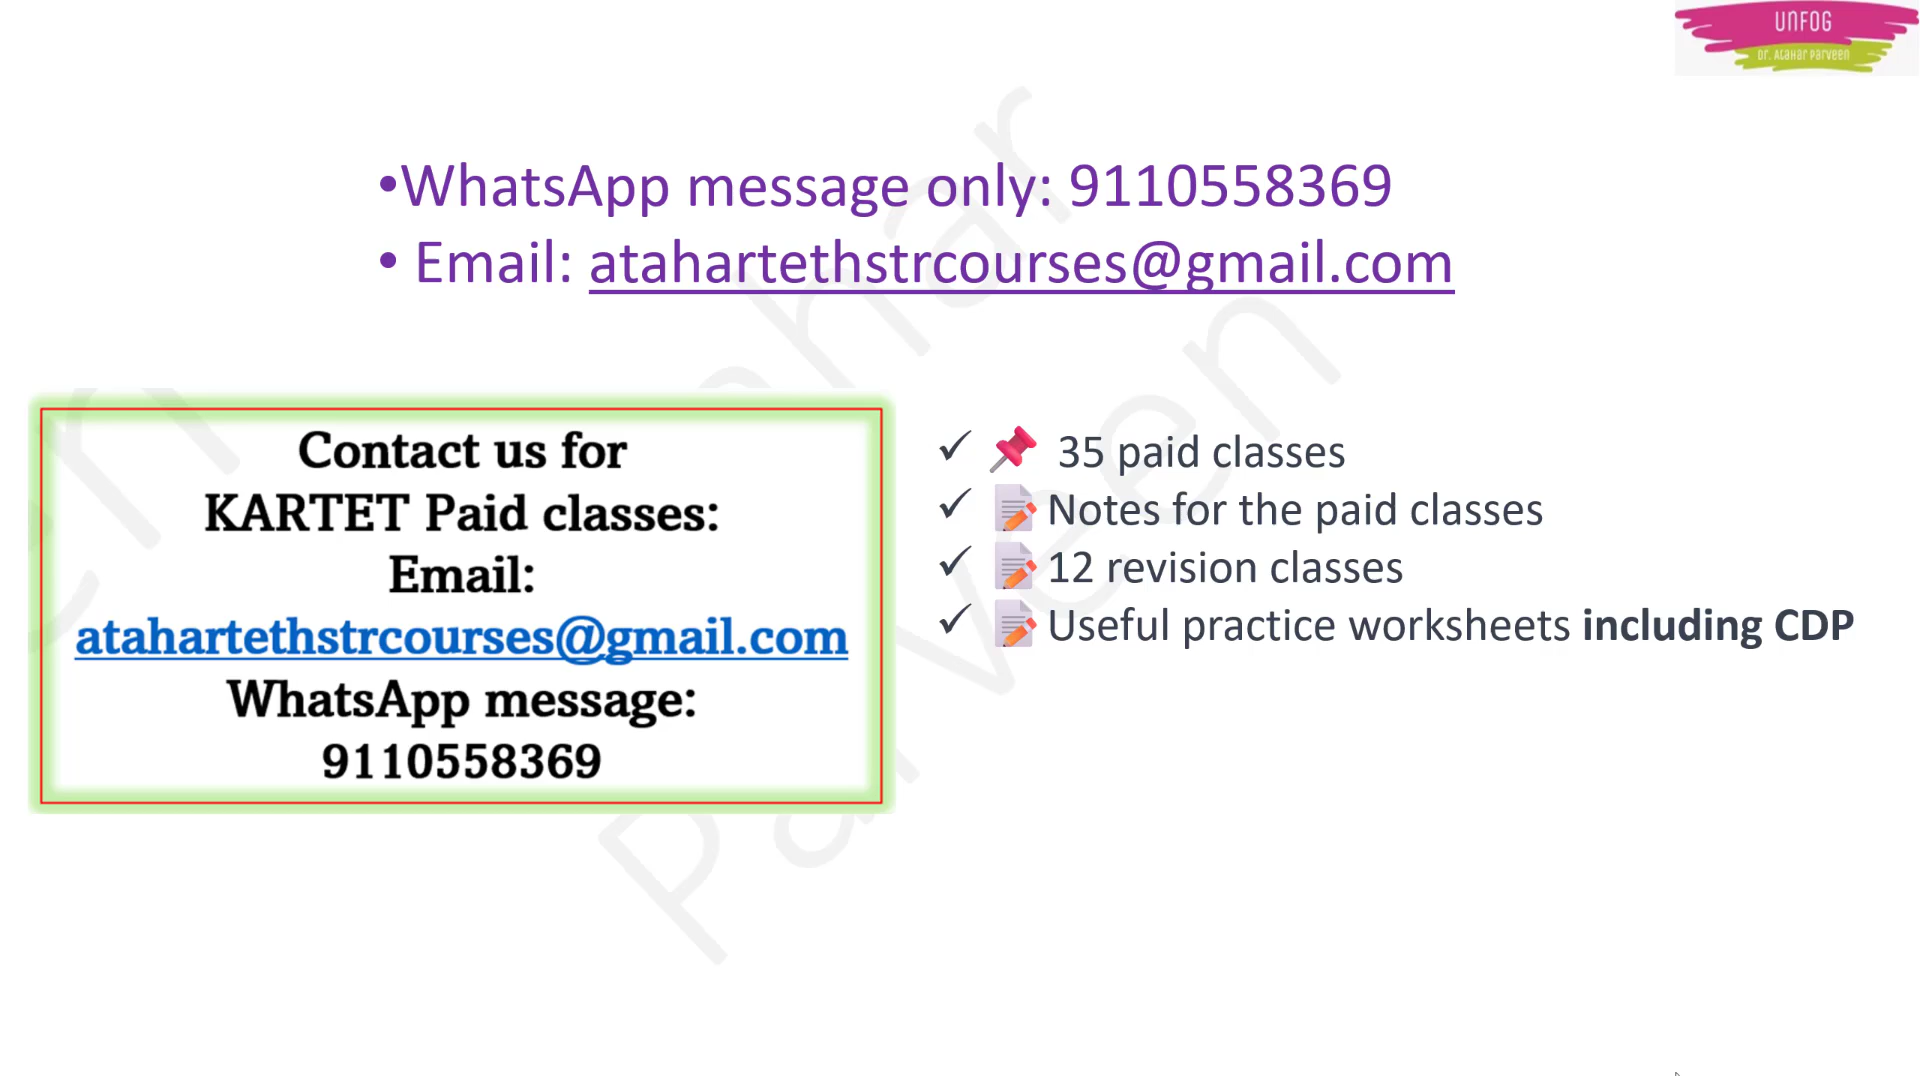 UNFOG
Dr. Atahar Parveen
•WhatsApp message only: 9110558369
• Email: atahartethstrcourses@gmail.com
Contact us for
KARTET Paid classes:
Email:
atahartethstrcourses@gmail.com
WhatsApp message:
9110558369
✓ 📌 35 paid classes
✓ 📝 Notes for the paid classes
✓ 📝 12 revision classes
✓ 📝 Useful practice worksheets including CDP
Parveen